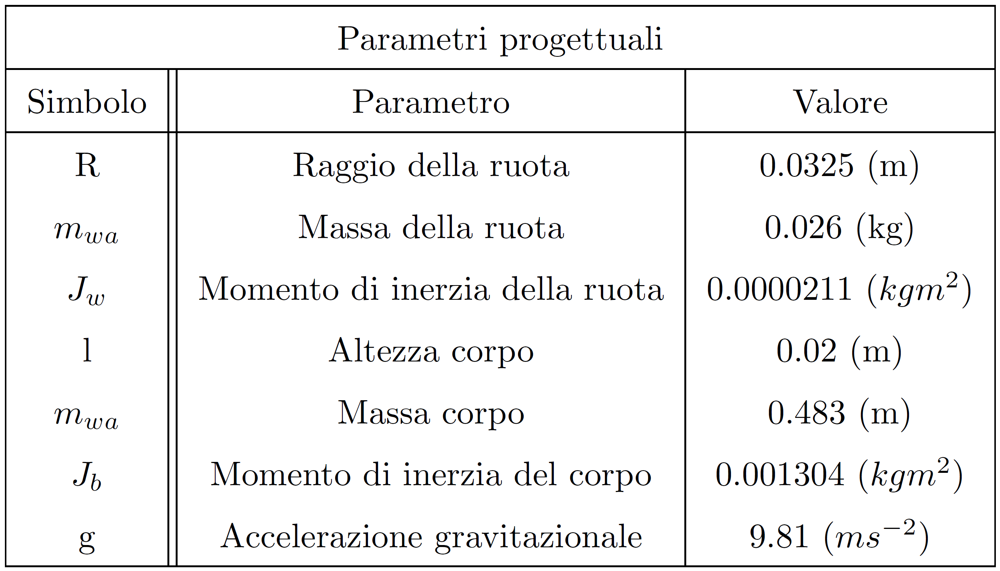 Parametri progettuali
Simbolo Parametro Valore
R Raggio della ruota 0.0325 (m)
m_{wa} Massa della ruota 0.026 (kg)
J_w Momento di inerzia della ruota 0.0000211 (kgm^2)
l Altezza corpo 0.02 (m)
m_{wa} Massa corpo 0.483 (m)
J_b Momento di inerzia del corpo 0.001304 (kgm^2)
g Accelerazione gravitazionale 9.81 (ms^{-2})